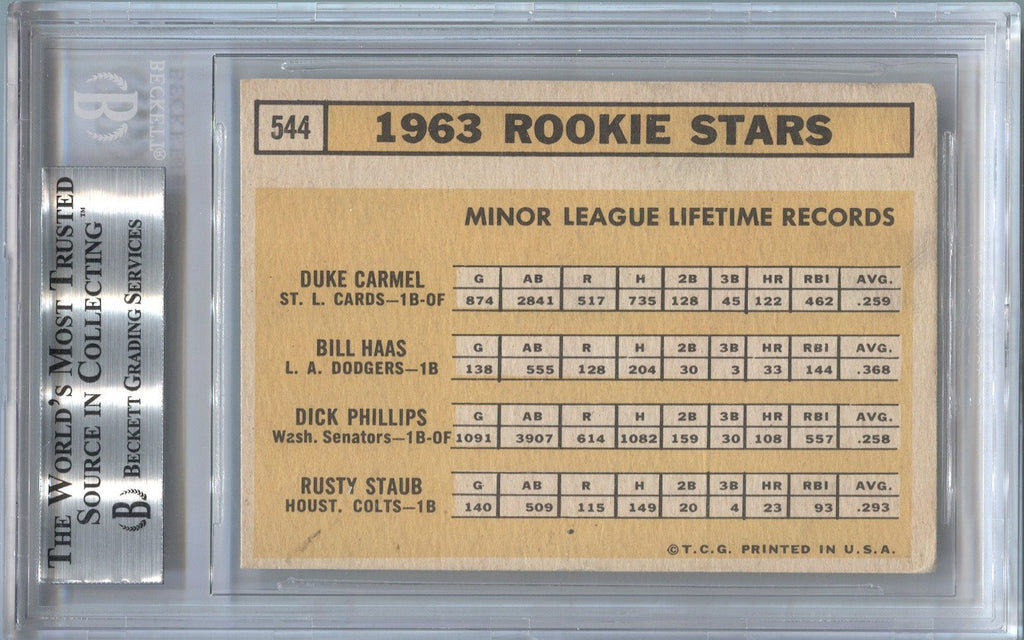 544 1963 ROOKIE STARS
MINOR LEAGUE LIFETIME RECORDS
DUKE CARMEL
ST. L. CARDS—1B-OF
G AB R H 2B 3B HR RBI AVG.
874 2841 517 735 128 45 122 462 .259
BILL HAAS
L. A. DODGERS—1B
G AB R H 2B 3B HR RBI AVG.
138 555 128 204 30 3 33 144 .368
DICK PHILLIPS
Wash. Senators—1B-OF
G AB R H 2B 3B HR RBI AVG.
1091 3907 614 1082 159 30 108 557 .258
RUSTY STAUB
HOUST. COLTS—1B
G AB R H 2B 3B HR RBI AVG.
140 509 115 149 20 4 23 93 .293
©T.C.G. PRINTED IN U.S.A.
B
BECKETT®
THE WORLD'S MOST TRUSTED
SOURCE IN COLLECTING™
B BECKETT GRADING SERVICES